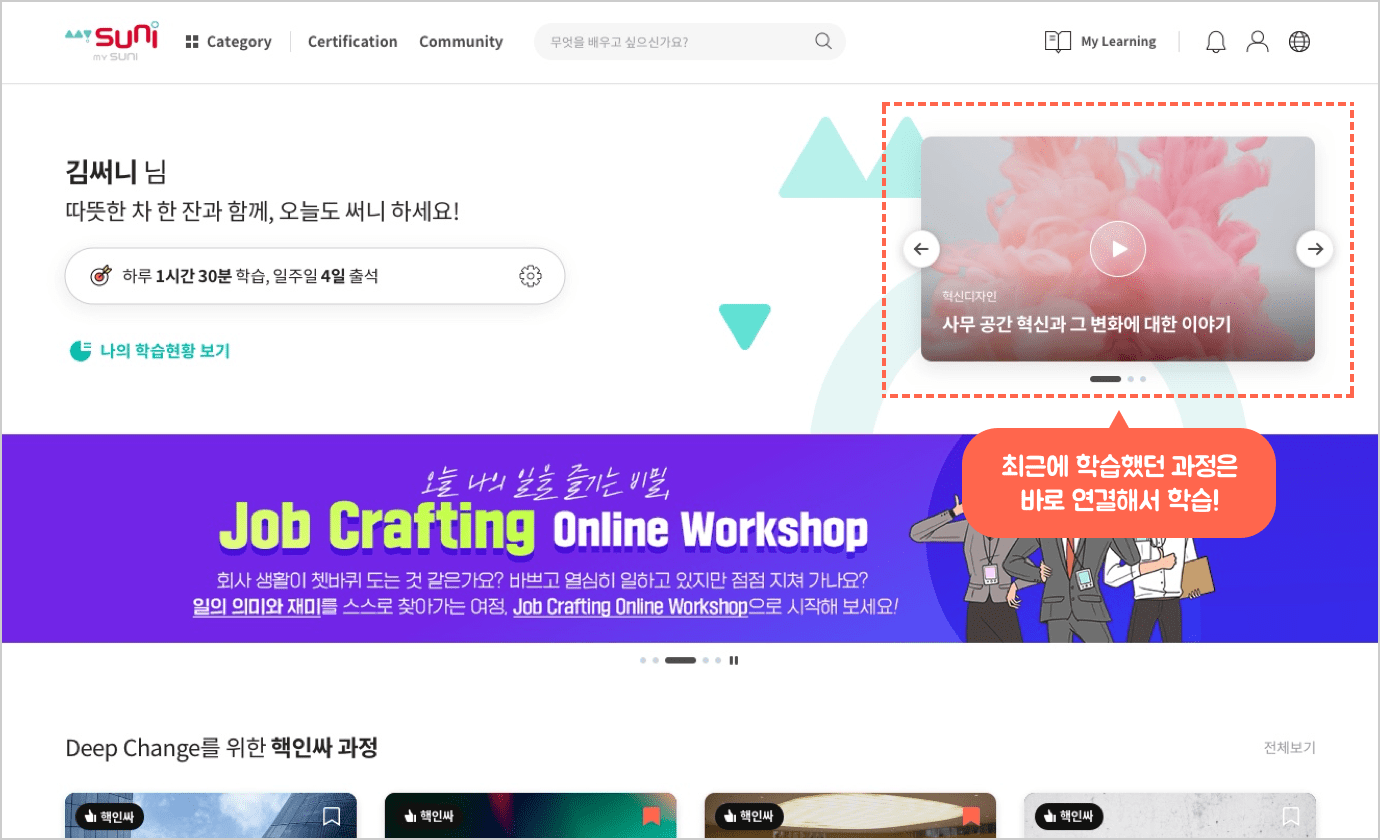 MY SUNI
MY SUNI
Category
Certification
Community
무엇을 배우고 싶으신가요?
My Learning
김써니 님
따뜻한 차 한 잔과 함께, 오늘도 써니 하세요!
하루 1시간 30분 학습, 일주일 4일 출석
나의 학습현황 보기
혁신디자인
사무 공간 혁신과 그 변화에 대한 이야기
최근에 학습했던 과정은
바로 연결해서 학습!
오늘 나의 일을 즐기는 비밀,
Job Crafting Online Workshop
회사 생활이 쳇바퀴 도는 것 같은가요? 바쁘고 열심히 일하고 있지만 점점 지쳐 가나요?
일의 의미와 재미를 스스로 찾아가는 여정, Job Crafting Online Workshop으로 시작해 보세요!
Deep Change를 위한 핵인싸 과정
전체보기
핵인싸
핵인싸
핵인싸
핵인싸